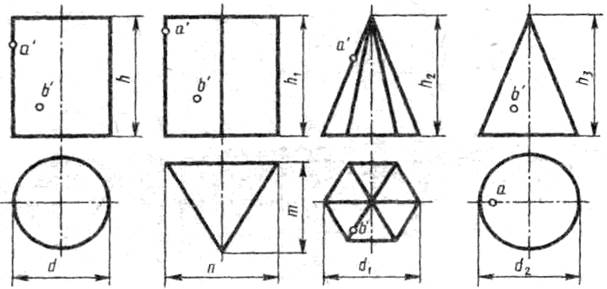 a'
b'
h
a'
b'
h₁
a'
h₂
b'
h₃
d
m
n
b'
d₁
a
d₂